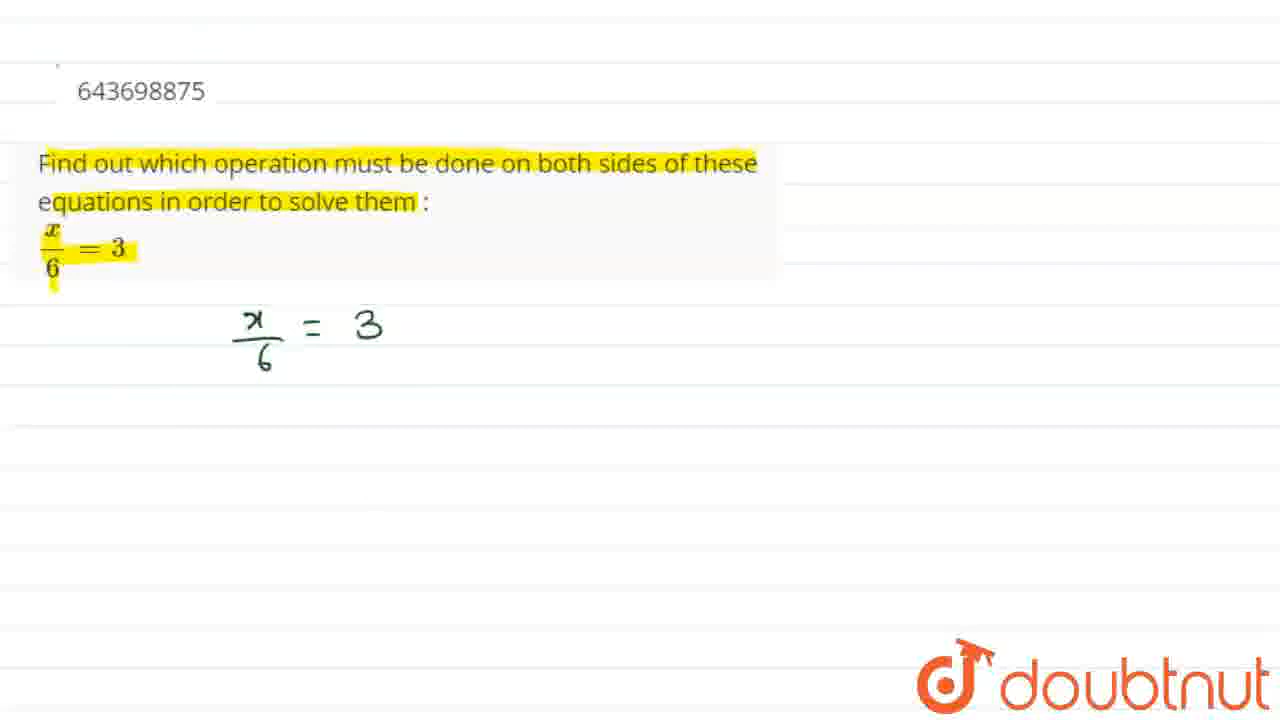 643698875
Find out which operation must be done on both sides of these
equations in order to solve them :
x/6 = 3
x/6 = 3
doubtnut